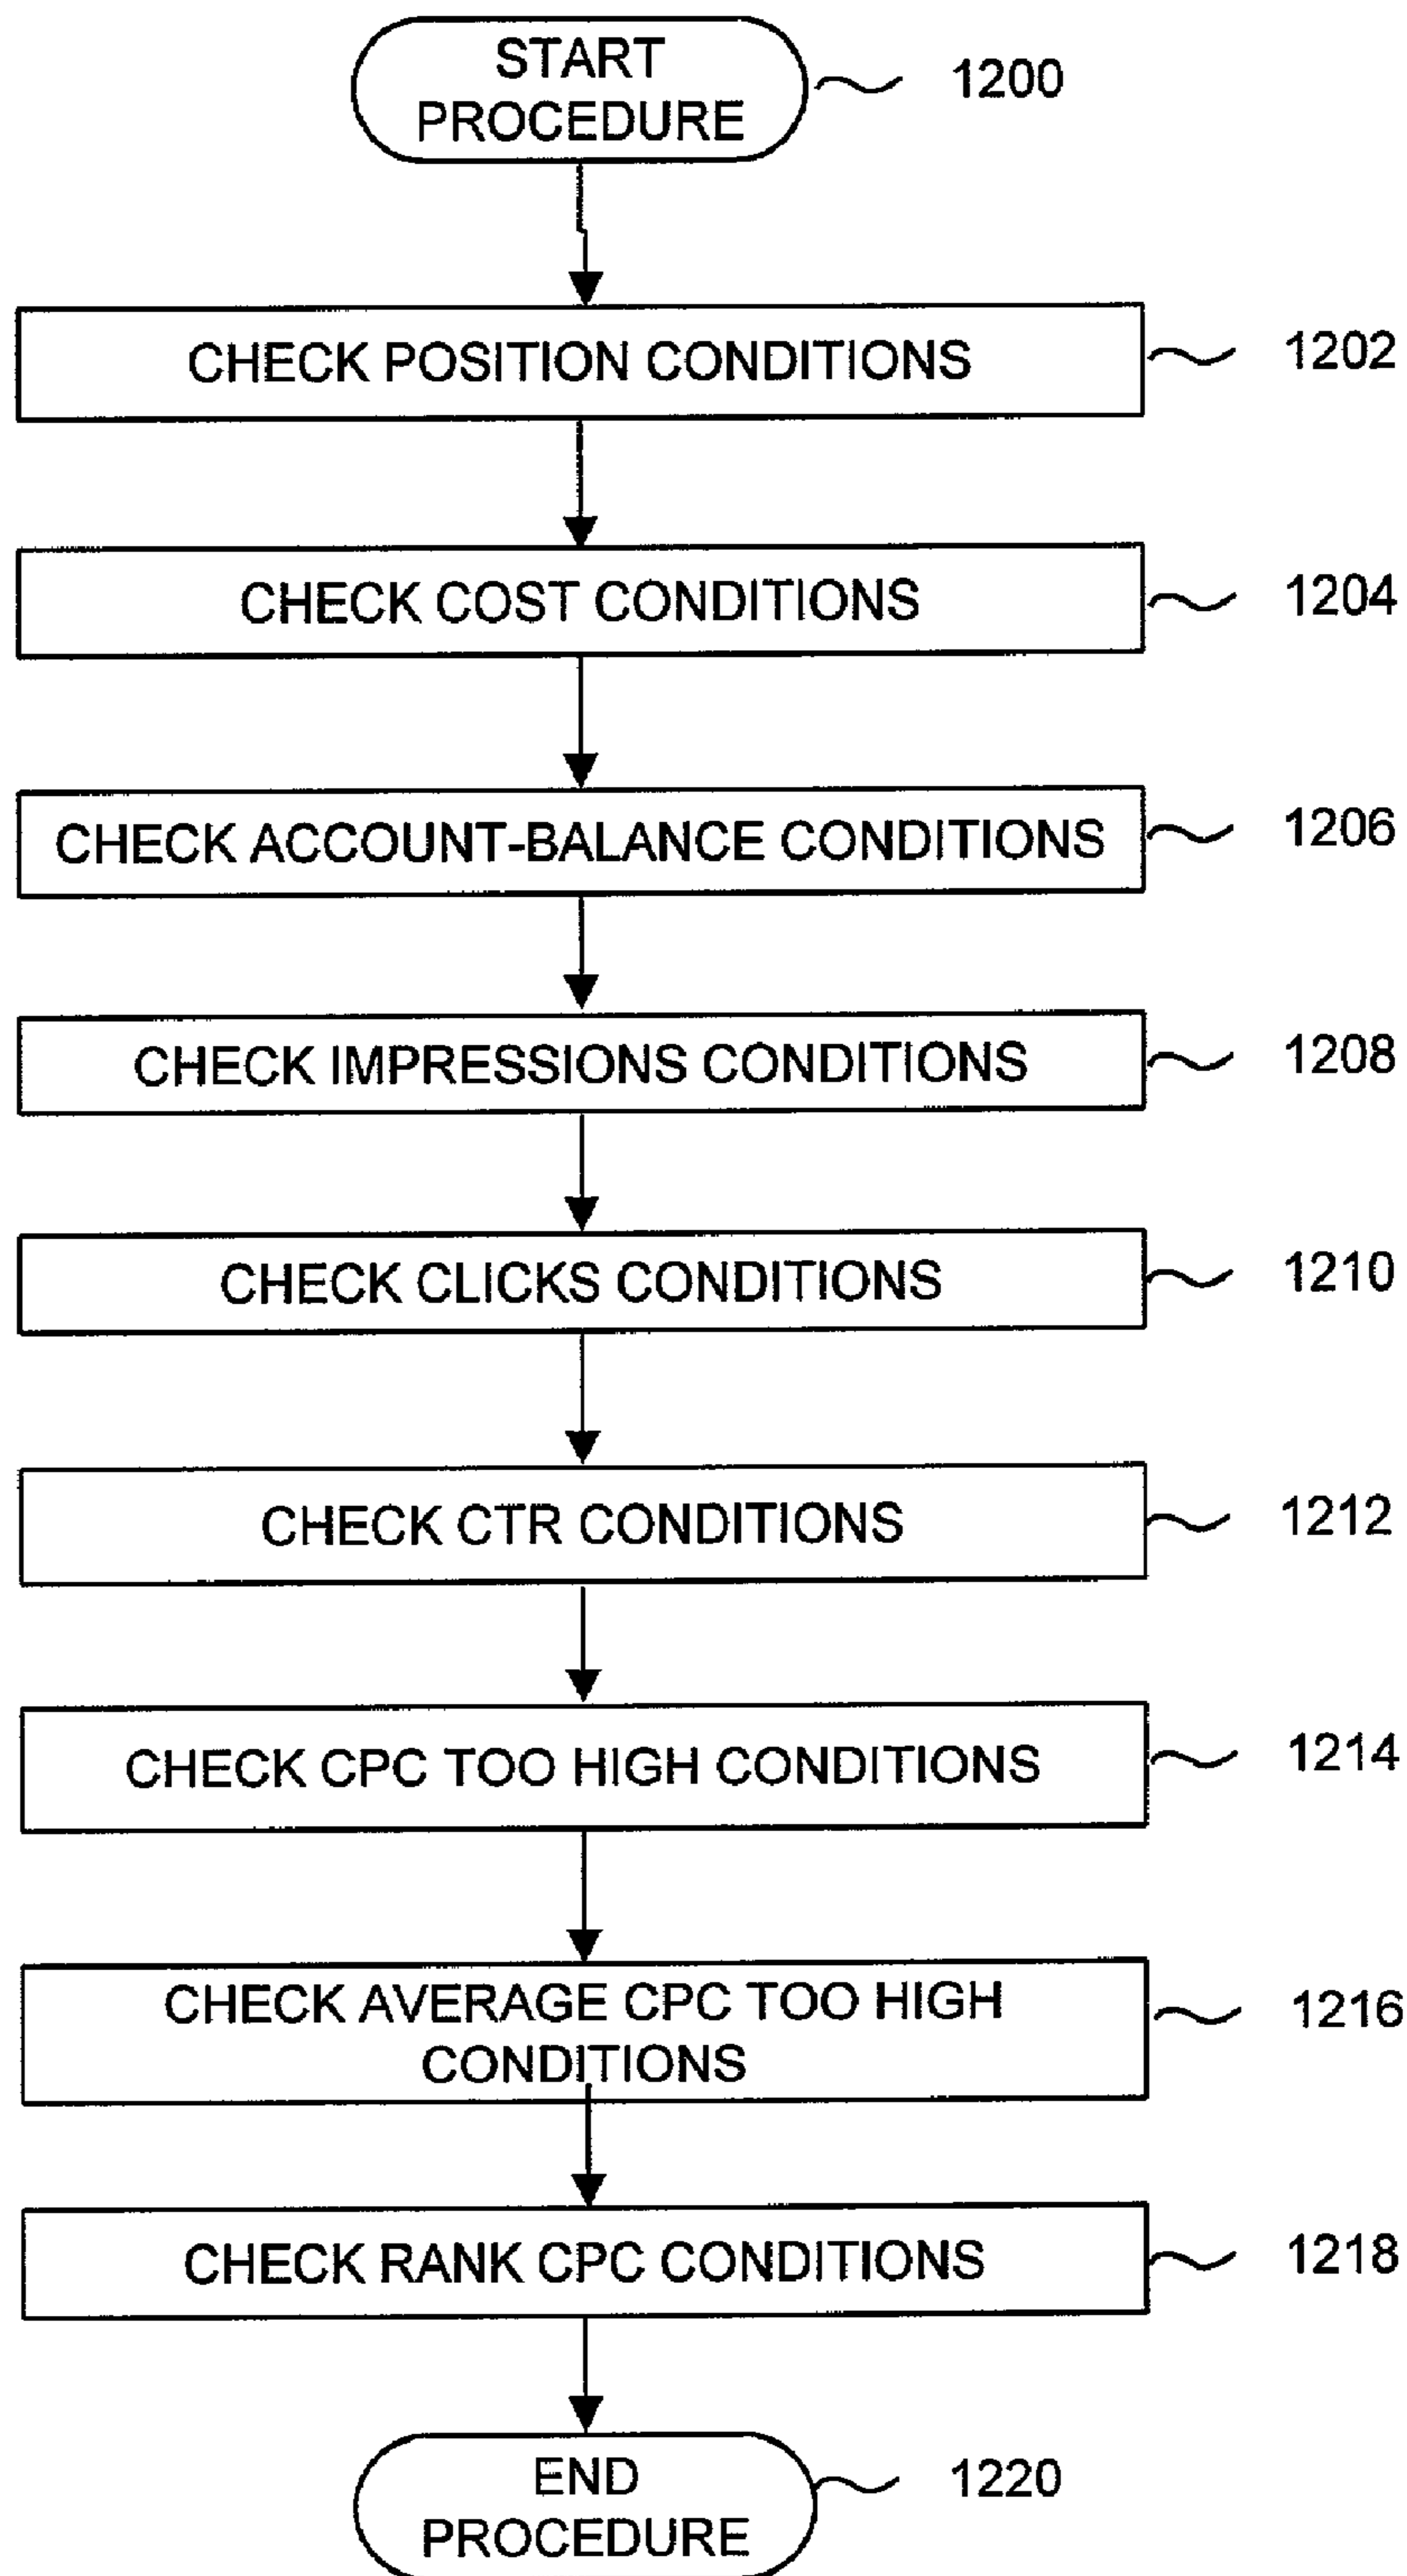 START
PROCEDURE
1200
CHECK POSITION CONDITIONS
1202
CHECK COST CONDITIONS
1204
CHECK ACCOUNT-BALANCE CONDITIONS
1206
CHECK IMPRESSIONS CONDITIONS
1208
CHECK CLICKS CONDITIONS
1210
CHECK CTR CONDITIONS
1212
CHECK CPC TOO HIGH CONDITIONS
1214
CHECK AVERAGE CPC TOO HIGH
CONDITIONS
1216
CHECK RANK CPC CONDITIONS
1218
END
PROCEDURE
1220